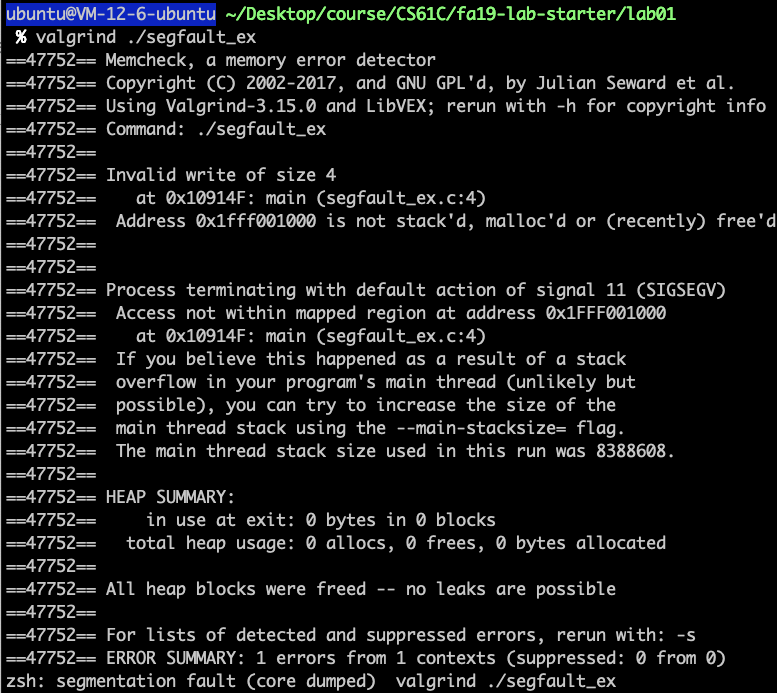 ubuntu@VM-12-6-ubuntu ~/Desktop/course/CS61C/fa19-lab-starter/lab01
% valgrind ./segfault_ex
==47752== Memcheck, a memory error detector
==47752== Copyright (C) 2002-2017, and GNU GPL'd, by Julian Seward et al.
==47752== Using Valgrind-3.15.0 and LibVEX; rerun with -h for copyright info
==47752== Command: ./segfault_ex
==47752==
==47752== Invalid write of size 4
==47752==    at 0x10914F: main (segfault_ex.c:4)
==47752==  Address 0x1fff001000 is not stack'd, malloc'd or (recently) free'd
==47752==
==47752==
==47752== Process terminating with default action of signal 11 (SIGSEGV)
==47752==  Access not within mapped region at address 0x1FFF001000
==47752==    at 0x10914F: main (segfault_ex.c:4)
==47752==  If you believe this happened as a result of a stack
==47752==  overflow in your program's main thread (unlikely but
==47752==  possible), you can try to increase the size of the
==47752==  main thread stack using the --main-stacksize= flag.
==47752==  The main thread stack size used in this run was 8388608.
==47752==
==47752== HEAP SUMMARY:
==47752==     in use at exit: 0 bytes in 0 blocks
==47752==   total heap usage: 0 allocs, 0 frees, 0 bytes allocated
==47752==
==47752== All heap blocks were freed -- no leaks are possible
==47752==
==47752== For lists of detected and suppressed errors, rerun with: -s
==47752== ERROR SUMMARY: 1 errors from 1 contexts (suppressed: 0 from 0)
zsh: segmentation fault (core dumped)  valgrind ./segfault_ex